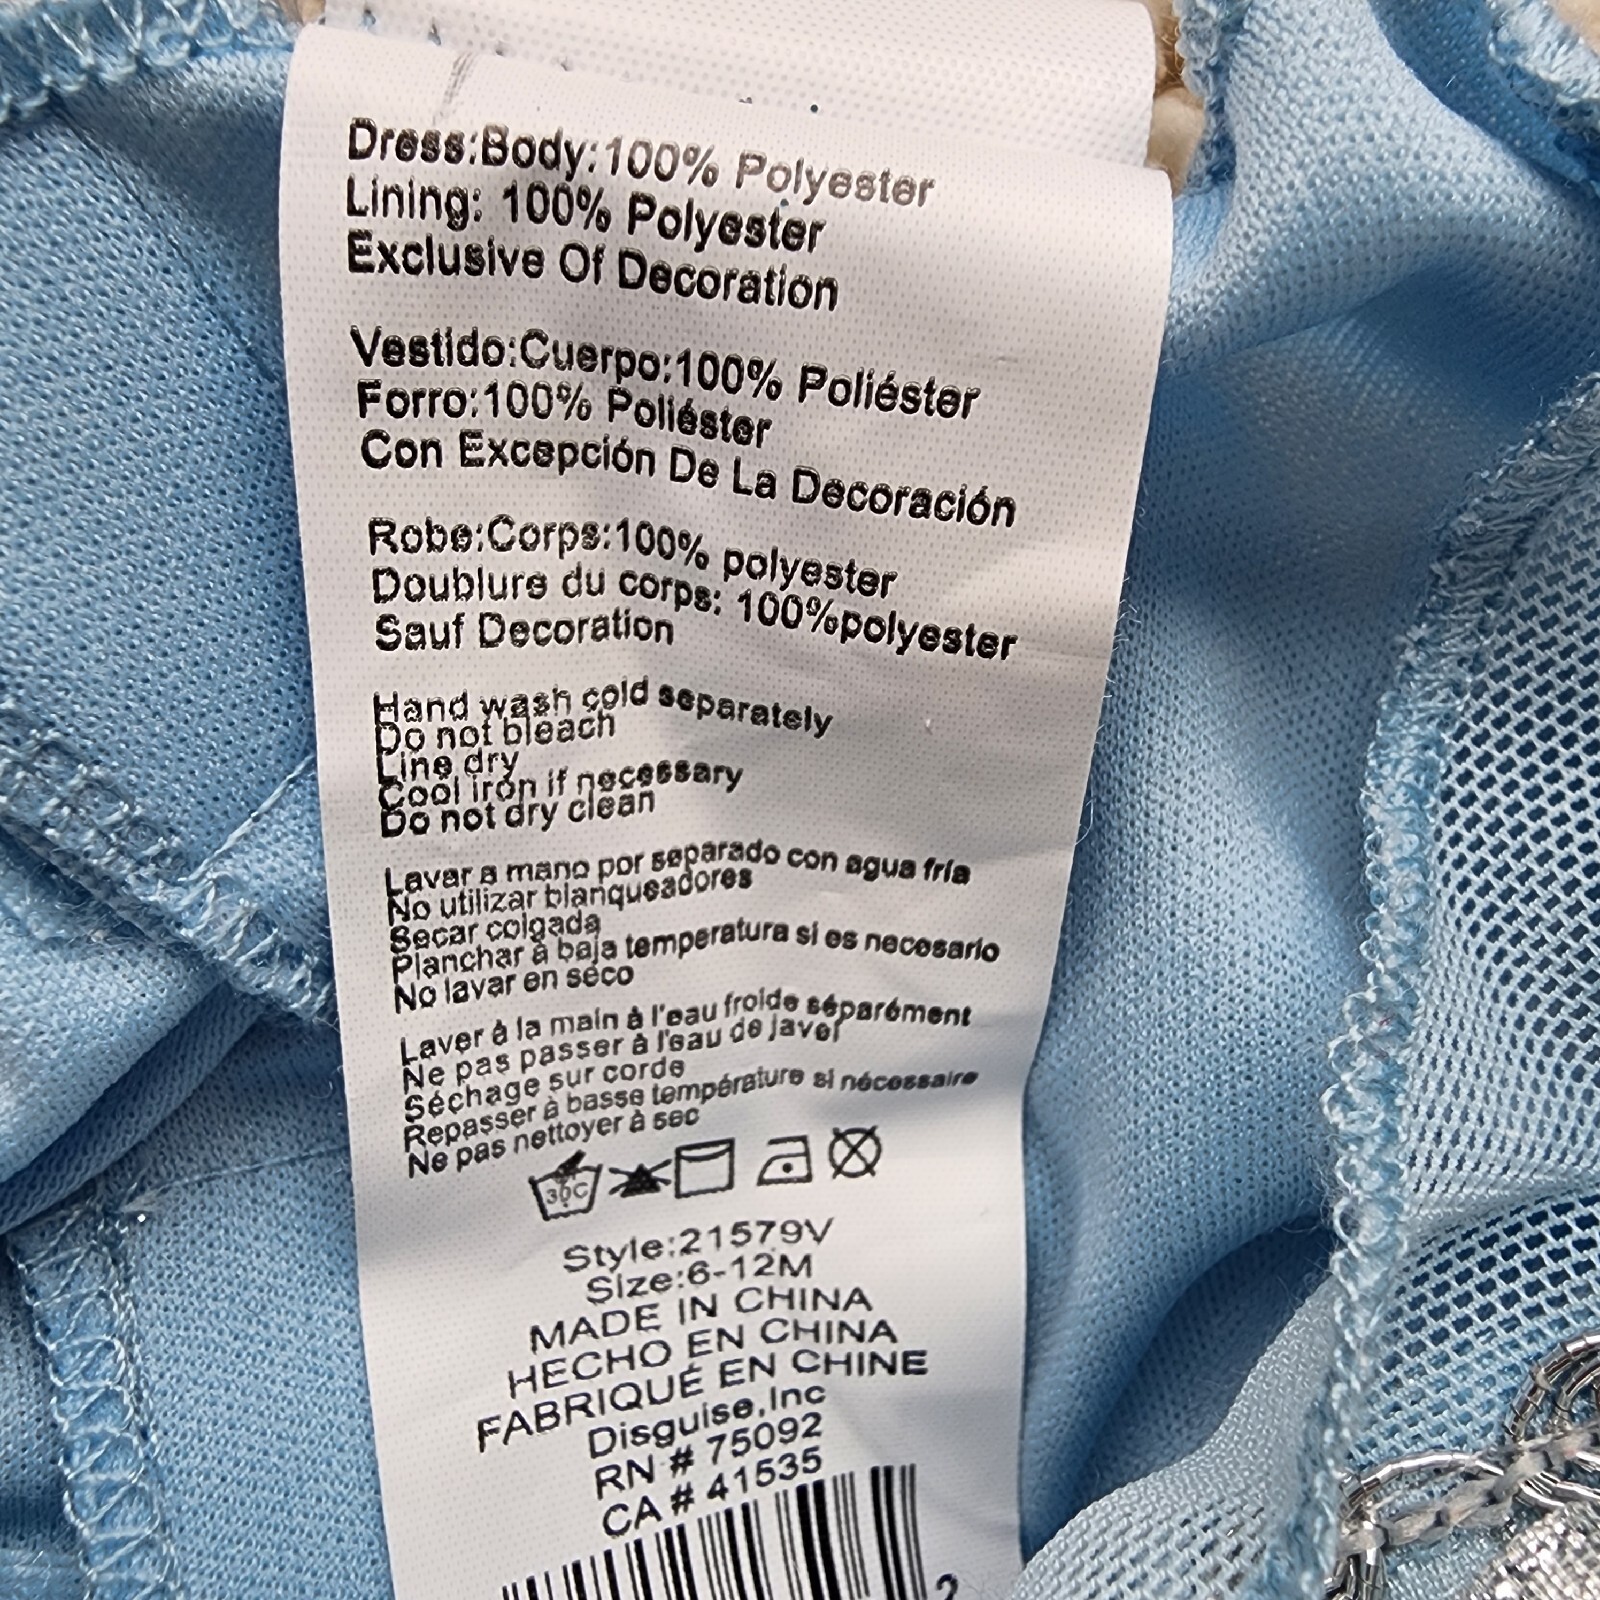 Dress:Body:100% Polyester
Lining: 100% Polyester
Exclusive Of Decoration
Vestido:Cuerpo:100% Poliéster
Forro:100% Poliéster
Con Excepción De La Decoración
Robe:Corps:100% polyester
Doublure du corps: 100%polyester
Sauf Decoration
Hand wash cold separately
Do not bleach
Line dry
Cool iron if necessary
Do not dry clean
Lavar a mano por separado con agua fría
No utilizar blanqueadores
Secar colgada
Planchar a baja temperatura si es necesario
No lavar en seco
Laver à la main à l'eau froide séparément
Ne pas passer à l'eau de javel
Séchage sur corde
Repasser à basse température si nécessaire
Ne pas nettoyer à sec
30C
Style:21579V
Size:6-12M
MADE IN CHINA
HECHO EN CHINA
FABRIQUÉ EN CHINE
Disguise,Inc
RN # 75092
CA # 41535
2